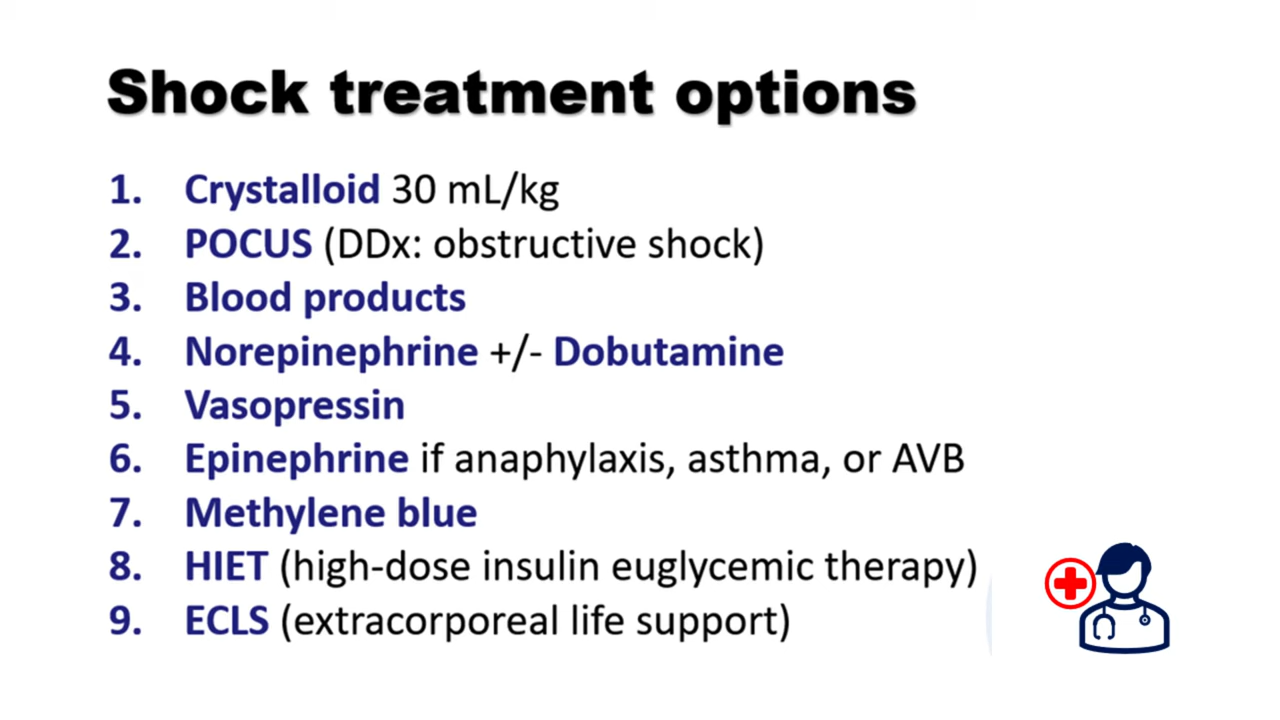 Shock treatment options
1. Crystalloid 30 mL/kg
2. POCUS (DDx: obstructive shock)
3. Blood products
4. Norepinephrine +/- Dobutamine
5. Vasopressin
6. Epinephrine if anaphylaxis, asthma, or AVB
7. Methylene blue
8. HIET (high-dose insulin euglycemic therapy)
9. ECLS (extracorporeal life support)